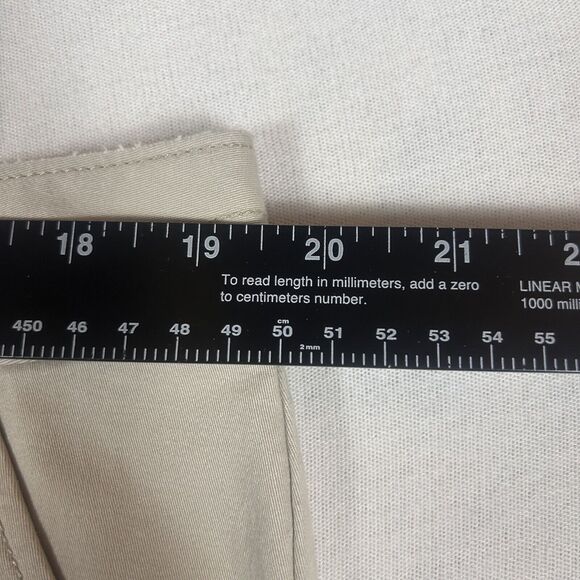 18 19 20 21 2
To read length in millimeters, add a zero
to centimeters number.
LINEAR M
1000 milli
cm
450 46 47 48 49 50 51 52 53 54 55
2 mm